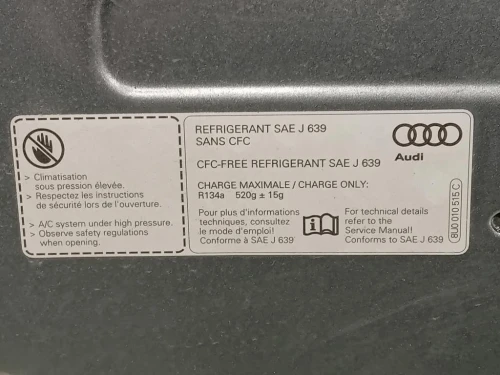 > Climatisation
sous pression élevée.
> Respectez les instructions
de sécurité lors de l'ouverture.
> A/C system under high pressure.
> Observe safety regulations
when opening.
REFRIGERANT SAE J 639
SANS CFC
CFC-FREE REFRIGERANT SAE J 639
CHARGE MAXIMALE / CHARGE ONLY:
R134a 520g ± 15g
Pour plus d'informations
techniques, consultez
le mode d'emploi!
Conforme à SAE J 639
For technical details
refer to the
Service Manual!
Conforms to SAE J 639
Audi
8U0 010 515 C